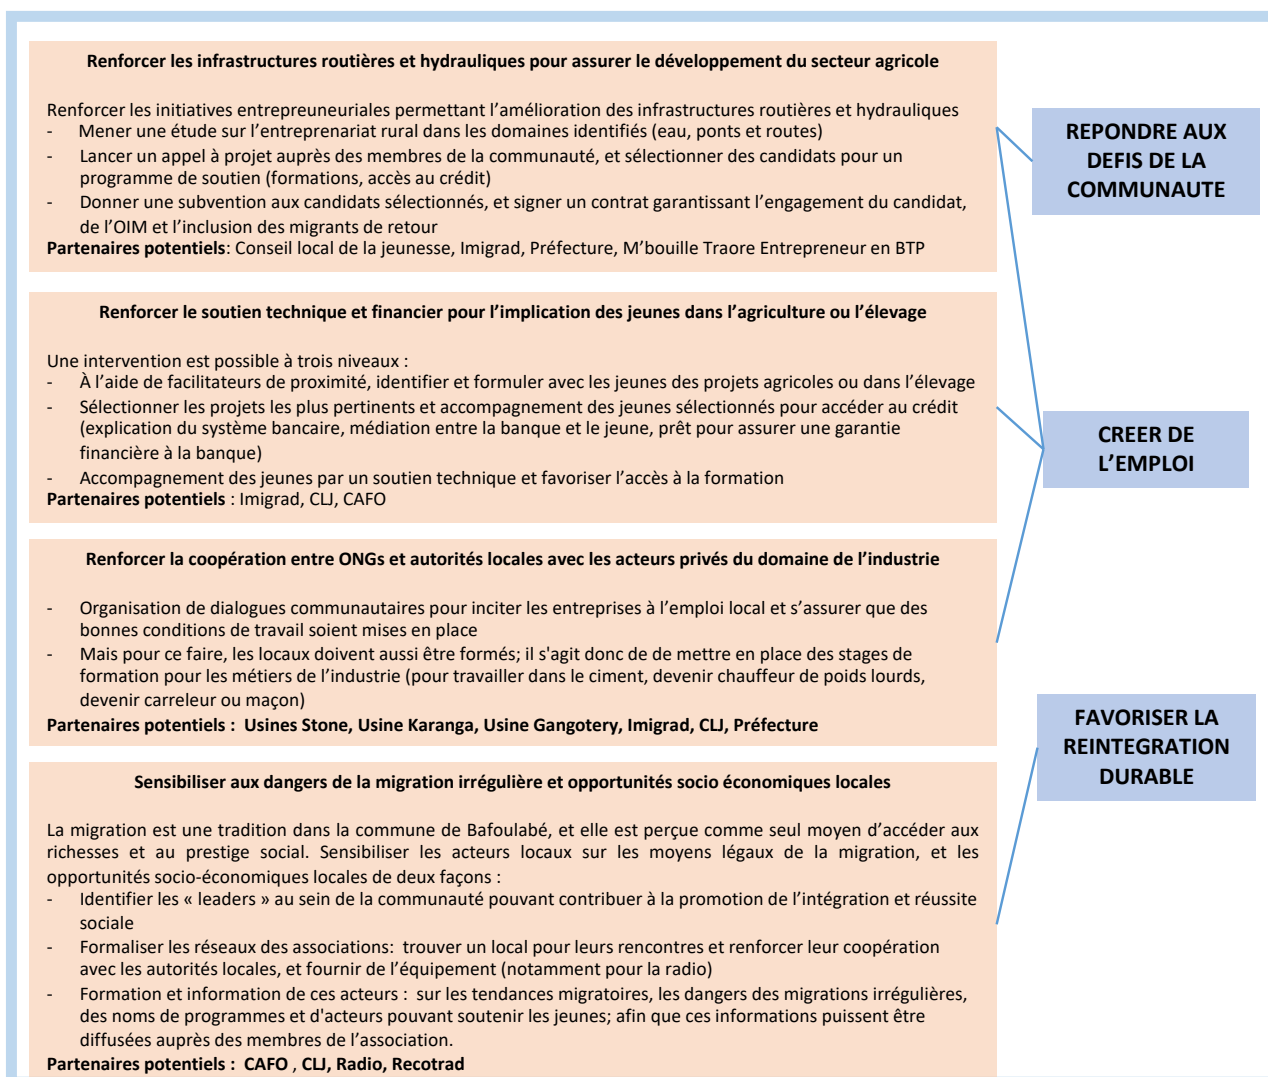 Renforcer les infrastructures routières et hydrauliques pour assurer le développement du secteur agricole
Renforcer les initiatives entrepreuneuriales permettant l’amélioration des infrastructures routières et hydrauliques
- Mener une étude sur l’entreprenariat rural dans les domaines identifiés (eau, ponts et routes)
- Lancer un appel à projet auprès des membres de la communauté, et sélectionner des candidats pour un
programme de soutien (formations, accès au crédit)
- Donner une subvention aux candidats sélectionnés, et signer un contrat garantissant l’engagement du candidat,
de l’OIM et l’inclusion des migrants de retour
Partenaires potentiels: Conseil local de la jeunesse, Imigrad, Préfecture, M’bouille Traore Entrepreneur en BTP
REPONDRE AUX
DEFIS DE LA
COMMUNAUTE
Renforcer le soutien technique et financier pour l’implication des jeunes dans l’agriculture ou l’élevage
Une intervention est possible à trois niveaux :
- À l’aide de facilitateurs de proximité, identifier et formuler avec les jeunes des projets agricoles ou dans l’élevage
- Sélectionner les projets les plus pertinents et accompagnement des jeunes sélectionnés pour accéder au crédit
(explication du système bancaire, médiation entre la banque et le jeune, prêt pour assurer une garantie
financière à la banque)
- Accompagnement des jeunes par un soutien technique et favoriser l’accès à la formation
Partenaires potentiels : Imigrad, CLJ, CAFO
CREER DE
L’EMPLOI
Renforcer la coopération entre ONGs et autorités locales avec les acteurs privés du domaine de l’industrie
- Organisation de dialogues communautaires pour inciter les entreprises à l’emploi local et s’assurer que des
bonnes conditions de travail soient mises en place
- Mais pour ce faire, les locaux doivent aussi être formés; il s'agit donc de de mettre en place des stages de
formation pour les métiers de l’industrie (pour travailler dans le ciment, devenir chauffeur de poids lourds,
devenir carreleur ou maçon)
Partenaires potentiels : Usines Stone, Usine Karanga, Usine Gangotery, Imigrad, CLJ, Préfecture
FAVORISER LA
REINTEGRATION
DURABLE
Sensibiliser aux dangers de la migration irrégulière et opportunités socio économiques locales
La migration est une tradition dans la commune de Bafoulabé, et elle est perçue comme seul moyen d’accéder aux
richesses et au prestige social. Sensibiliser les acteurs locaux sur les moyens légaux de la migration, et les
opportunités socio-économiques locales de deux façons :
- Identifier les « leaders » au sein de la communauté pouvant contribuer à la promotion de l’intégration et réussite
sociale
- Formaliser les réseaux des associations: trouver un local pour leurs rencontres et renforcer leur coopération
avec les autorités locales, et fournir de l’équipement (notamment pour la radio)
- Formation et information de ces acteurs : sur les tendances migratoires, les dangers des migrations irrégulières,
des noms de programmes et d'acteurs pouvant soutenir les jeunes; afin que ces informations puissent être
diffusées auprès des membres de l’association.
Partenaires potentiels : CAFO , CLJ, Radio, Recotrad